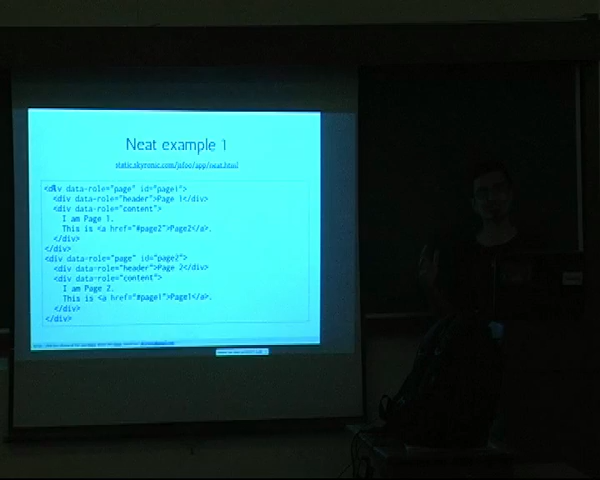 Neat example 1
static.skyronic.com/jsfoo/app/neat.html
<div data-role="page" id="page1">
<div data-role="header">Page 1</div>
<div data-role="content">
I am Page 1.
This is <a href="#page2">Page2</a>.
</div>
</div>
<div data-role="page" id="page2">
<div data-role="header">Page 2</div>
<div data-role="content">
I am Page 2.
This is <a href="#page1">Page1</a>.
</div>
</div>